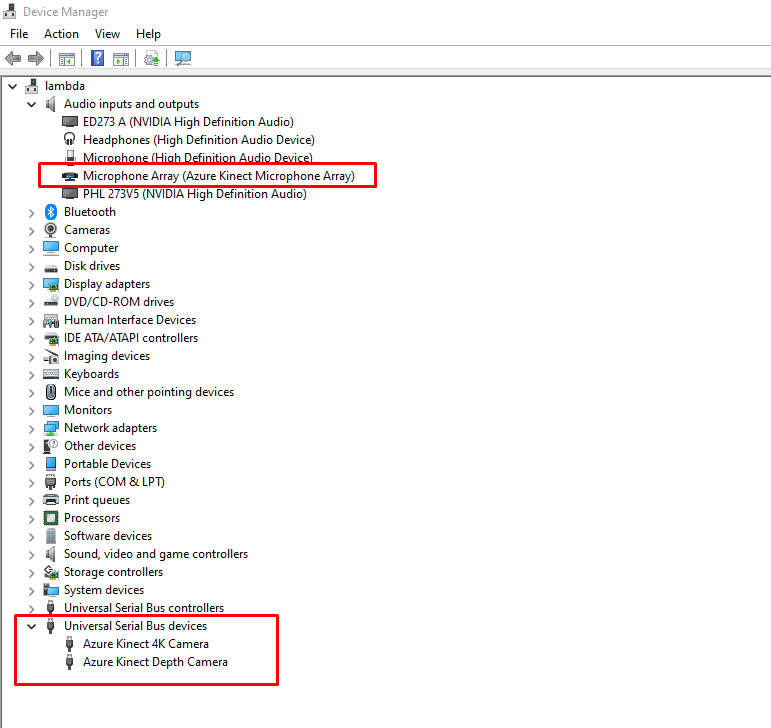 Device Manager
File Action View Help
lambda
Audio inputs and outputs
ED273 A (NVIDIA High Definition Audio)
Headphones (High Definition Audio Device)
Microphone (High Definition Audio Device)
Microphone Array (Azure Kinect Microphone Array)
PHL 273V5 (NVIDIA High Definition Audio)
Bluetooth
Cameras
Computer
Disk drives
Display adapters
DVD/CD-ROM drives
Human Interface Devices
IDE ATA/ATAPI controllers
Imaging devices
Keyboards
Mice and other pointing devices
Monitors
Network adapters
Other devices
Portable Devices
Ports (COM & LPT)
Print queues
Processors
Software devices
Sound, video and game controllers
Storage controllers
System devices
Universal Serial Bus controllers
Universal Serial Bus devices
Azure Kinect 4K Camera
Azure Kinect Depth Camera